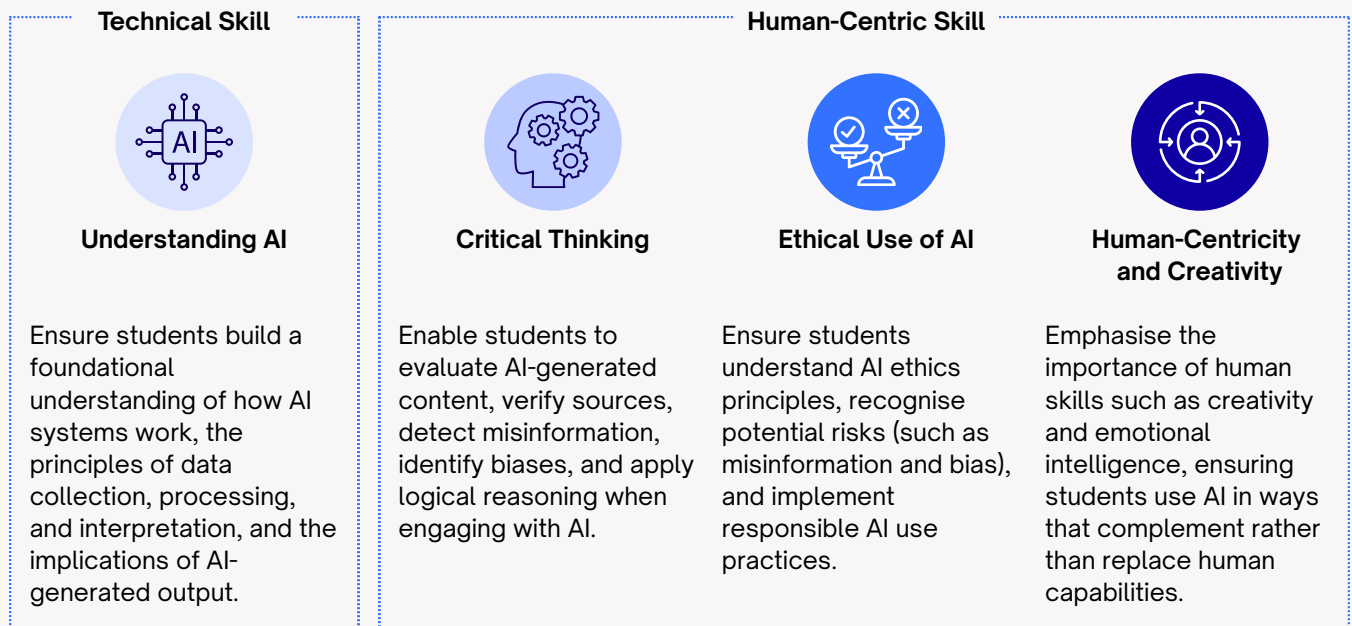 Technical Skill
AI
Understanding AI
Ensure students build a
foundational
understanding of how AI
systems work, the
principles of data
collection, processing,
and interpretation, and the
implications of AI-
generated output.
Human-Centric Skill
Critical Thinking
Enable students to
evaluate AI-generated
content, verify sources,
detect misinformation,
identify biases, and apply
logical reasoning when
engaging with AI.
Ethical Use of AI
Ensure students
understand AI ethics
principles, recognise
potential risks (such as
misinformation and bias),
and implement
responsible AI use
practices.
Human-Centricity
and Creativity
Emphasise the
importance of human
skills such as creativity
and emotional
intelligence, ensuring
students use AI in ways
that complement rather
than replace human
capabilities.